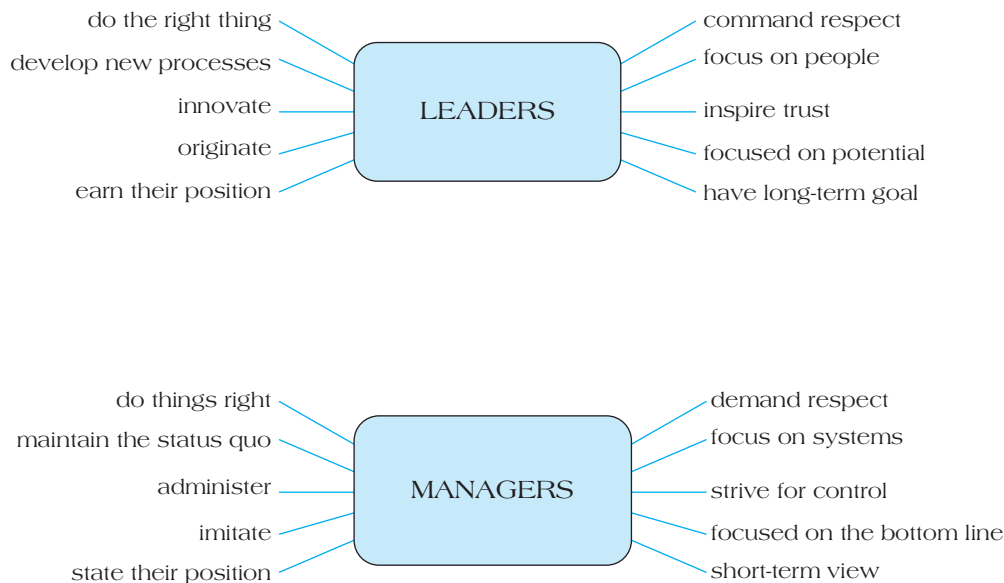 do the right thing
develop new processes
innovate
originate
earn their position
LEADERS
command respect
focus on people
inspire trust
focused on potential
have long-term goal
do things right
maintain the status quo
administer
imitate
state their position
MANAGERS
demand respect
focus on systems
strive for control
focused on the bottom line
short-term view